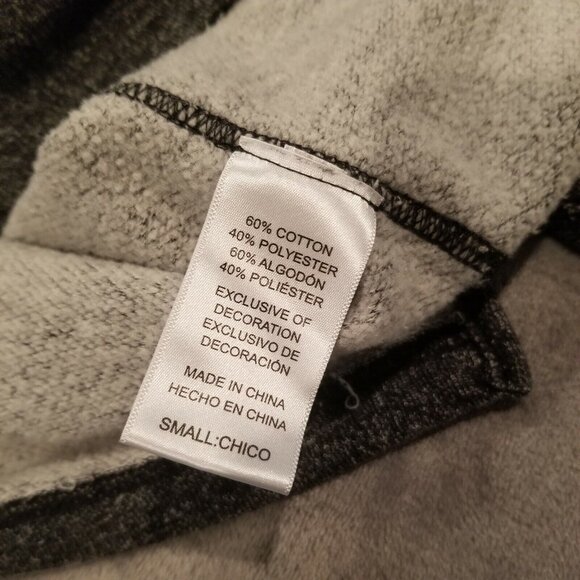 60% COTTON
40% POLYESTER
60% ALGODÓN
40% POLIÉSTER
EXCLUSIVE OF
DECORATION
EXCLUSIVO DE
DECORACIÓN
MADE IN CHINA
HECHO EN CHINA
SMALL:CHICO